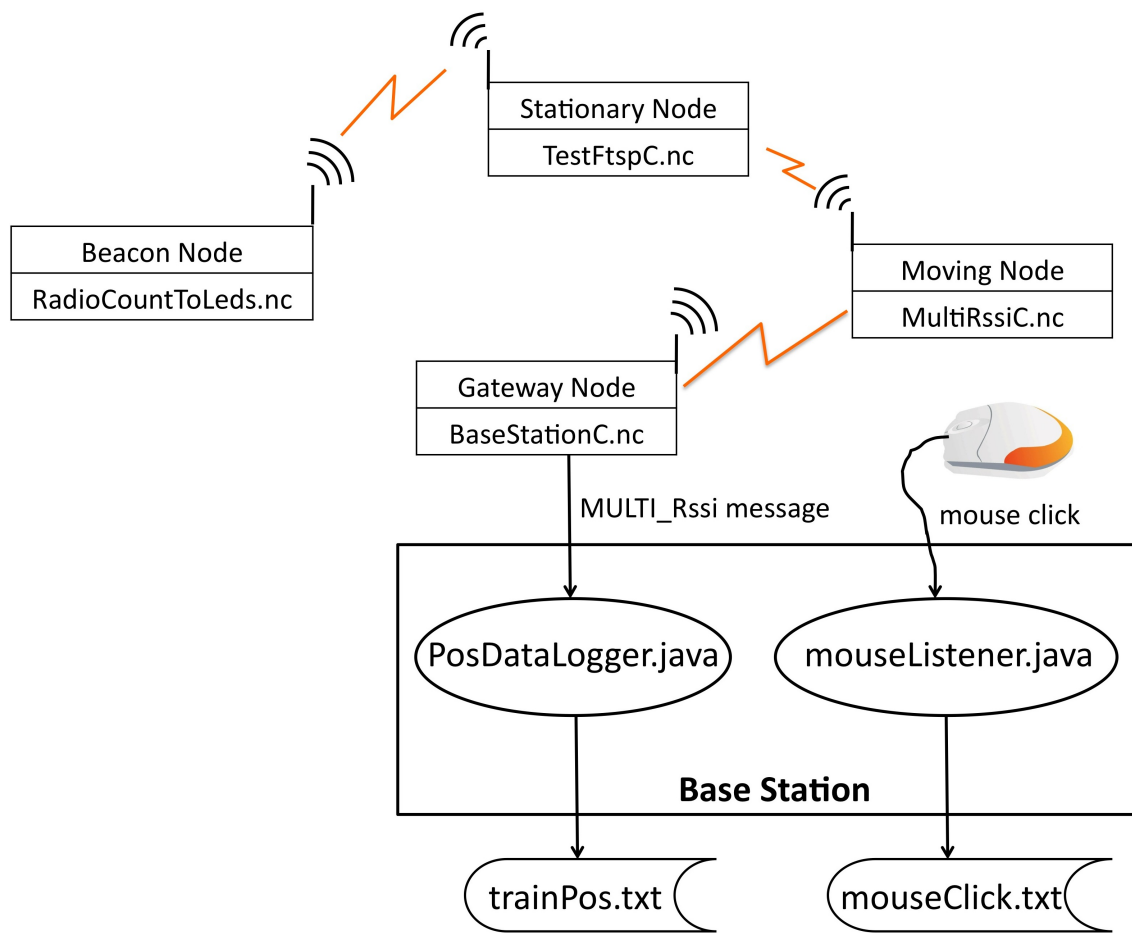 Stationary Node
TestFtspC.nc
Beacon Node
RadioCountToLeds.nc
Moving Node
MultiRssiC.nc
Gateway Node
BaseStationC.nc
MULTI_Rssi message
mouse click
PosDataLogger.java
mouseListener.java
Base Station
trainPos.txt
mouseClick.txt